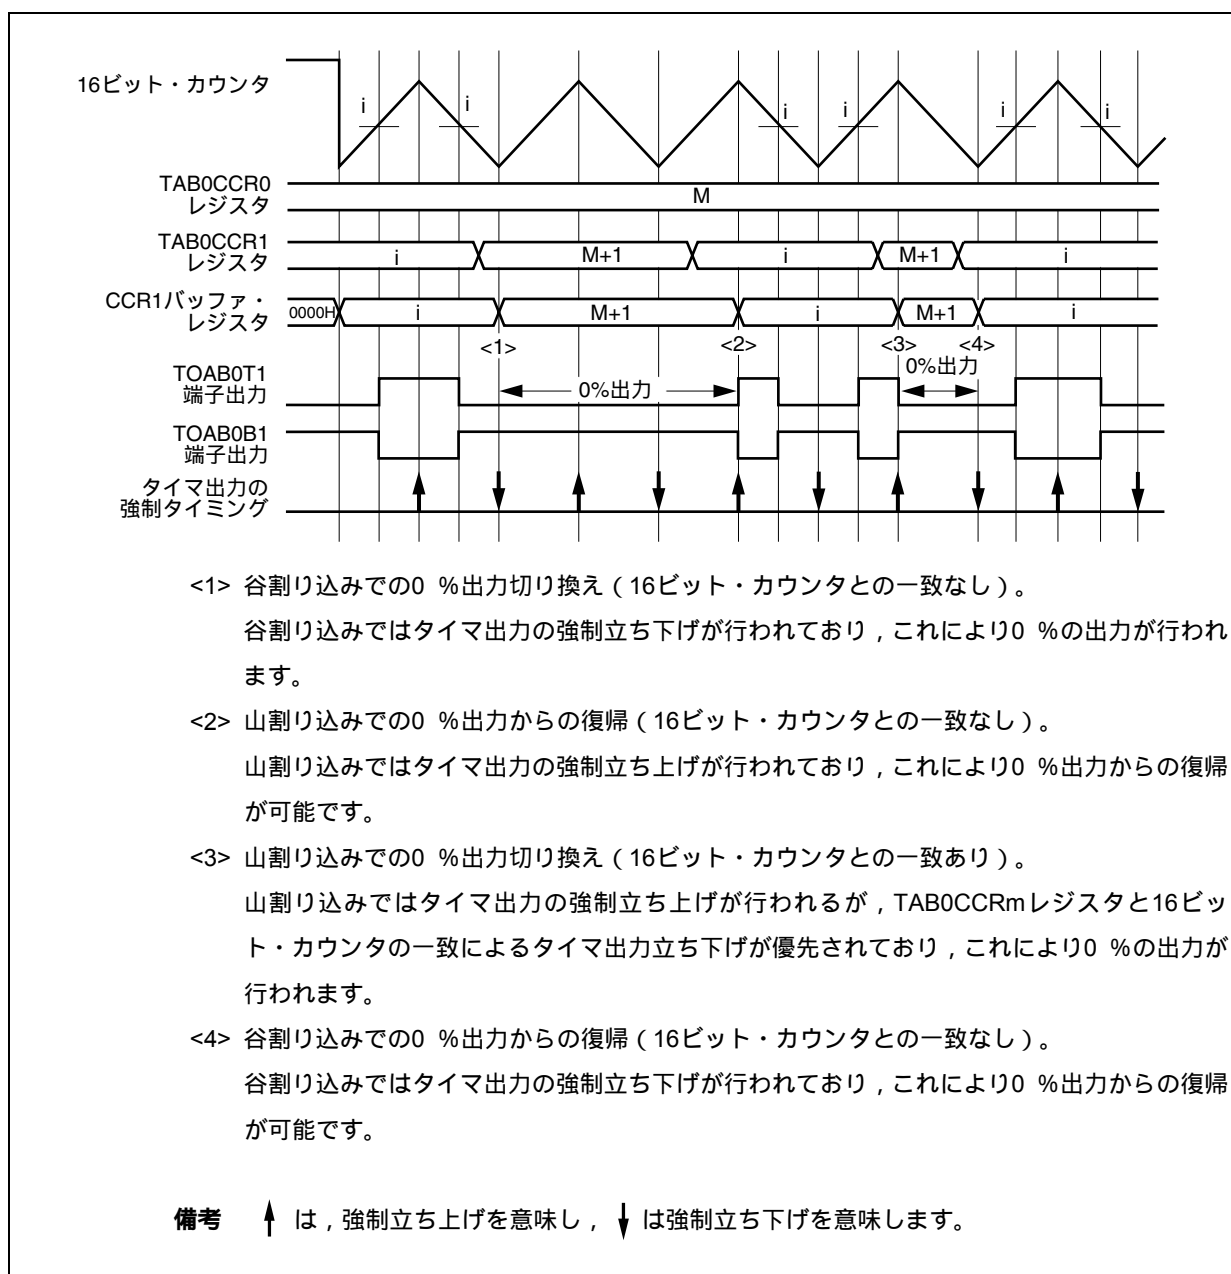 16ビット・カウンタ
i i i i i i
TAB0CCR0
レジスタ
M
TAB0CCR1
レジスタ
i M+1 i M+1 i
CCR1バッファ・
レジスタ
0000H i M+1 i M+1 i
<1> <2> <3> <4>
TOAB0T1
端子出力
0%出力
0%出力
TOAB0B1
端子出力
タイマ出力の
強制タイミング
<1> 谷割り込みでの0 %出力切り換え(16ビット・カウンタとの一致なし)。
谷割り込みではタイマ出力の強制立ち下げが行われており,これにより0 %の出力が行われ
ます。
<2> 山割り込みでの0 %出力からの復帰(16ビット・カウンタとの一致なし)。
山割り込みではタイマ出力の強制立ち上げが行われており,これにより0 %出力からの復帰
が可能です。
<3> 山割り込みでの0 %出力切り換え(16ビット・カウンタとの一致あり)。
山割り込みではタイマ出力の強制立ち上げが行われるが,TAB0CCRmレジスタと16ビッ
ト・カウンタの一致によるタイマ出力立ち下げが優先されており,これにより0 %の出力が
行われます。
<4> 谷割り込みでの0 %出力からの復帰(16ビット・カウンタとの一致なし)。
谷割り込みではタイマ出力の強制立ち下げが行われており,これにより0 %出力からの復帰
が可能です。
備考 ↑ は,強制立ち上げを意味し, ↓ は強制立ち下げを意味します。